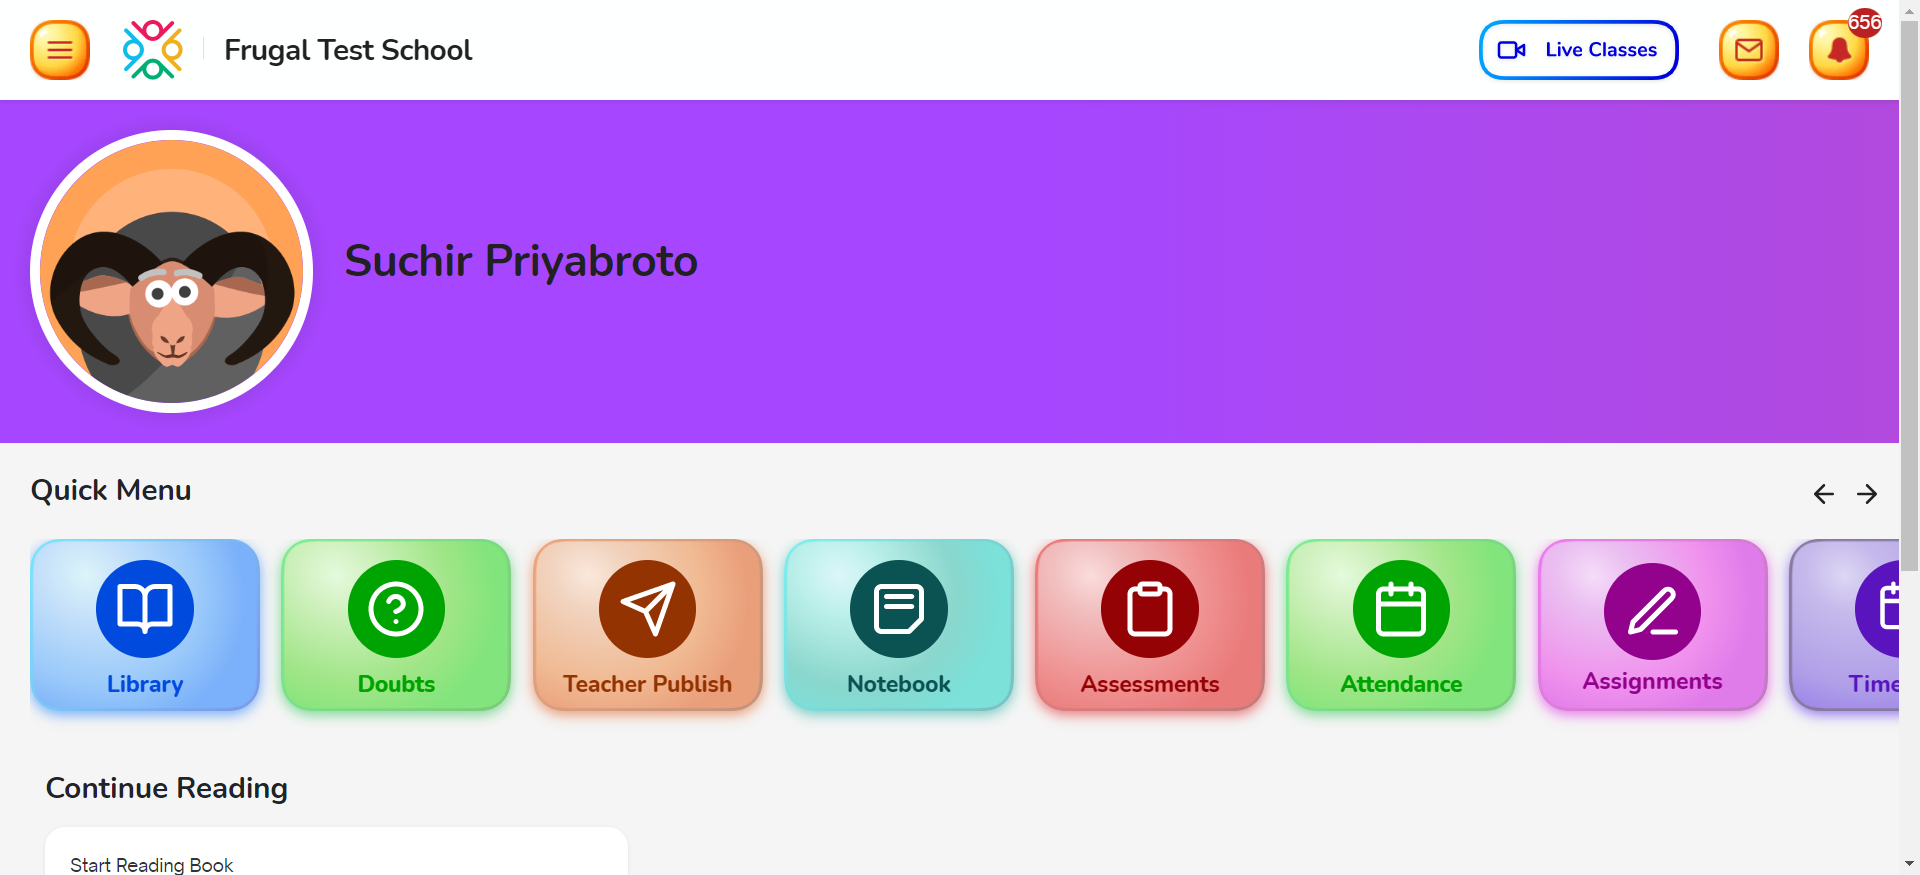 Frugal Test School
Live Classes
656
Suchir Priyabroto
Quick Menu
Library
Doubts
Teacher Publish
Notebook
Assessments
Attendance
Assignments
Time
Continue Reading
Start Reading Book